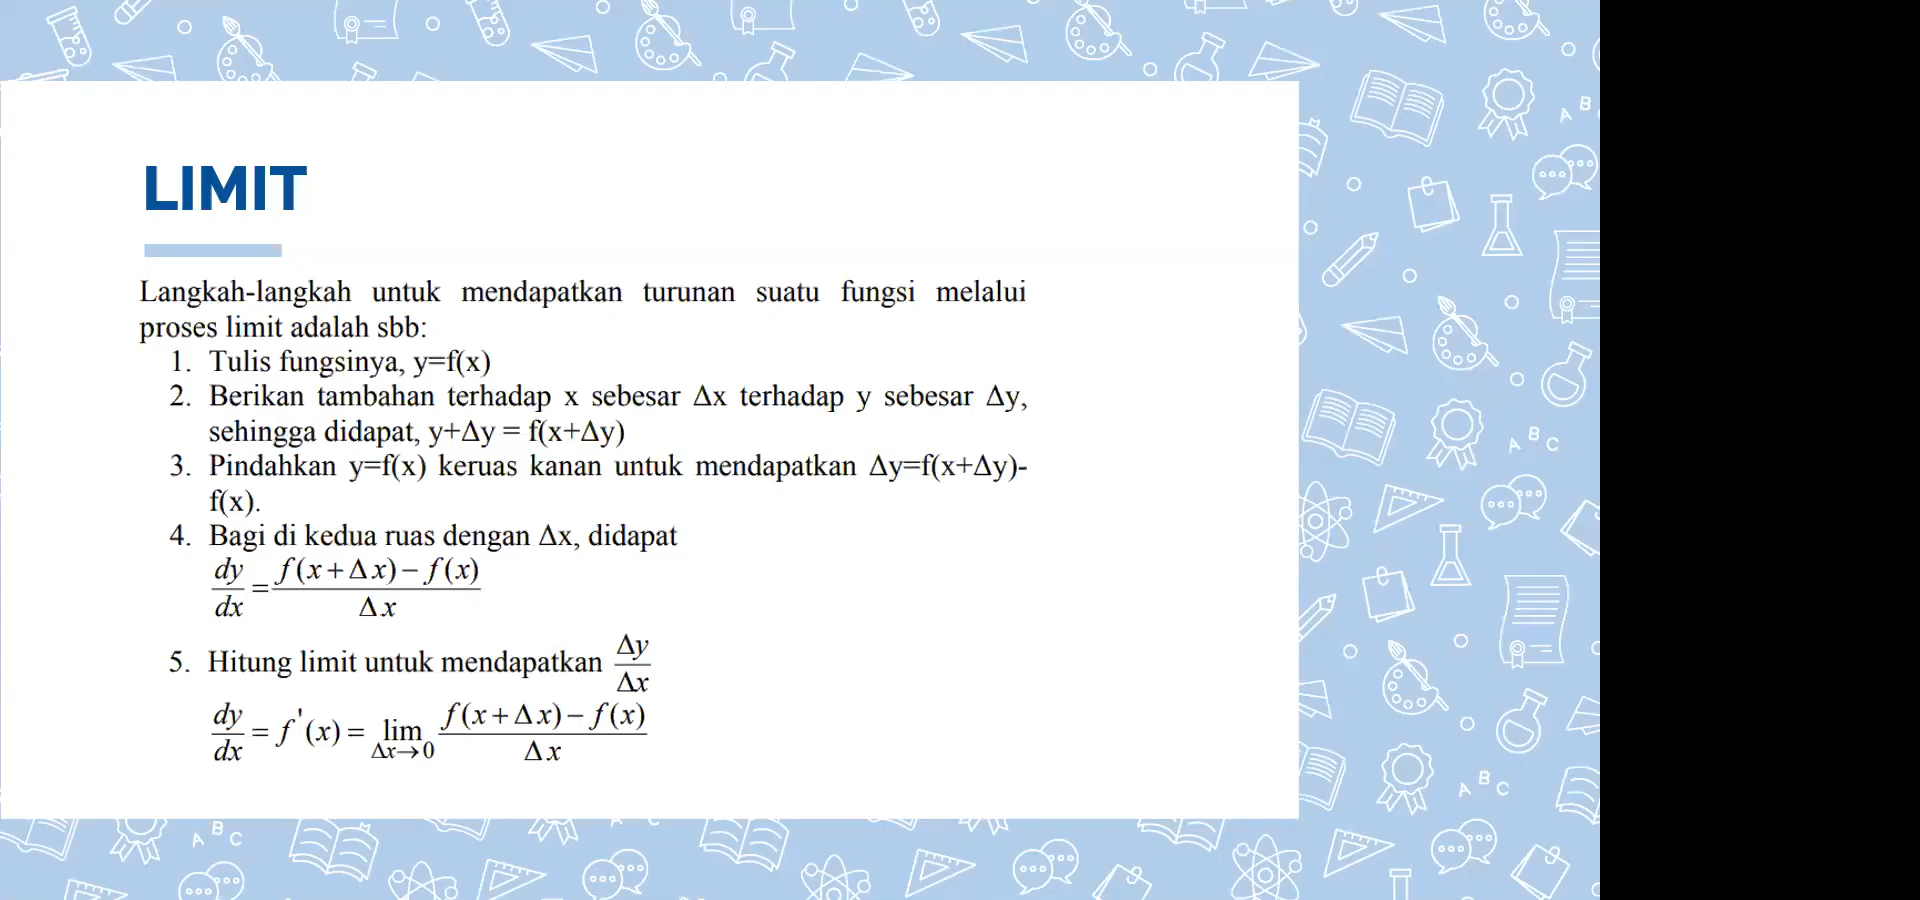 LIMIT
Langkah-langkah untuk mendapatkan turunan suatu fungsi melalui
proses limit adalah sbb:
1. Tulis fungsinya, y=f(x)
2. Berikan tambahan terhadap x sebesar Δx terhadap y sebesar Δy,
sehingga didapat, y+Δy = f(x+Δy)
3. Pindahkan y=f(x) keruas kanan untuk mendapatkan Δy=f(x+Δy)-
f(x).
4. Bagi di kedua ruas dengan Δx, didapat
dy/dx = (f(x+Δx)−f(x))/Δx
5. Hitung limit untuk mendapatkan Δy/Δx
dy/dx = f'(x) = lim Δx→0 (f(x+Δx)−f(x))/Δx
A B
A B C
A B C
A B C